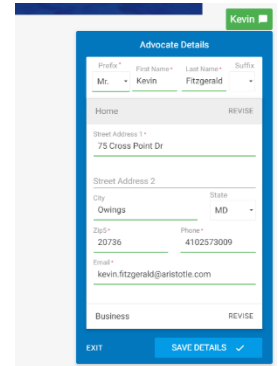 Kevin
Advocate Details
Prefix* First Name* Last Name* Suffix
Mr. Kevin Fitzgerald
Home REVISE
Street Address 1*
75 Cross Point Dr
Street Address 2
City State
Owings MD
Zip5* Phone*
20736 4102573009
Email*
kevin.fitzgerald@aristotle.com
Business REVISE
EXIT SAVE DETAILS